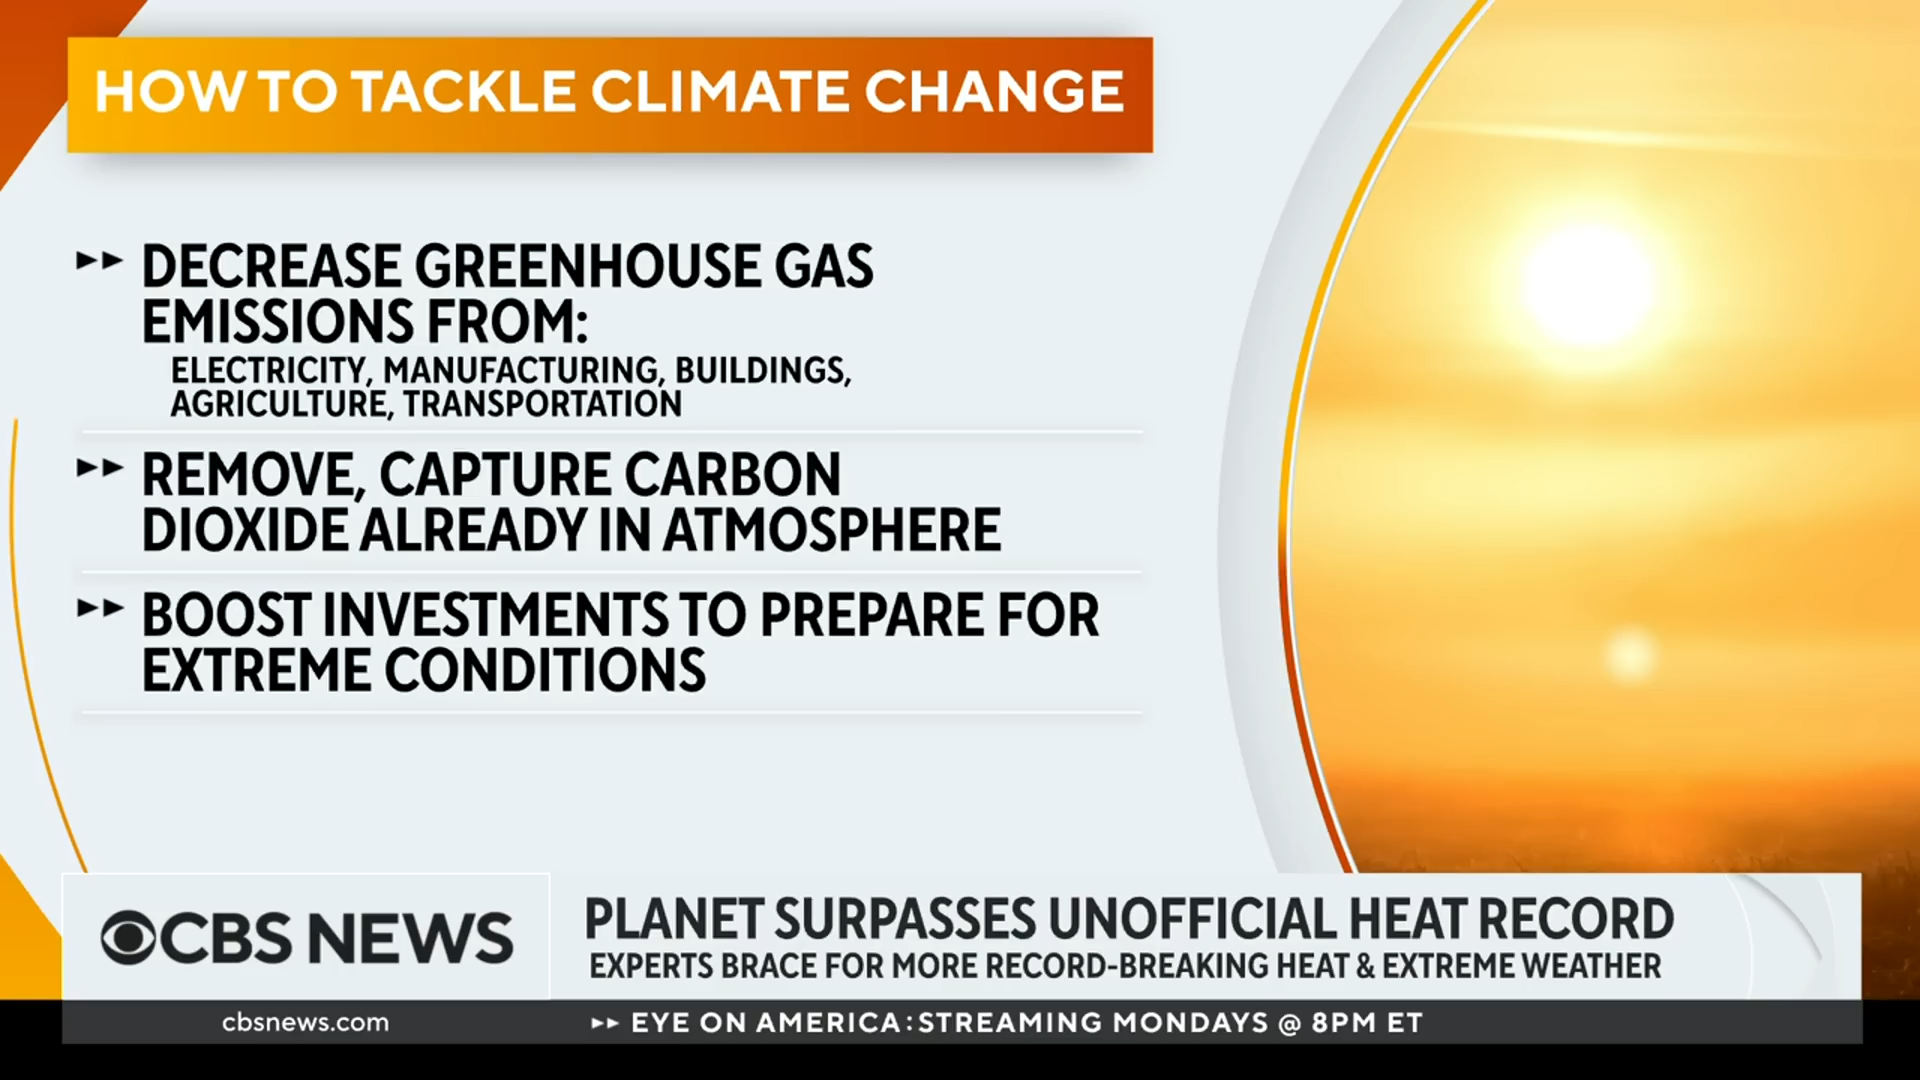 HOW TO TACKLE CLIMATE CHANGE
DECREASE GREENHOUSE GAS
EMISSIONS FROM:
ELECTRICITY, MANUFACTURING, BUILDINGS,
AGRICULTURE, TRANSPORTATION
REMOVE, CAPTURE CARBON
DIOXIDE ALREADY IN ATMOSPHERE
BOOST INVESTMENTS TO PREPARE FOR
EXTREME CONDITIONS
CBS NEWS
PLANET SURPASSES UNOFFICIAL HEAT RECORD
EXPERTS BRACE FOR MORE RECORD-BREAKING HEAT & EXTREME WEATHER
cbsnews.com
EYE ON AMERICA: STREAMING MONDAYS @ 8PM ET